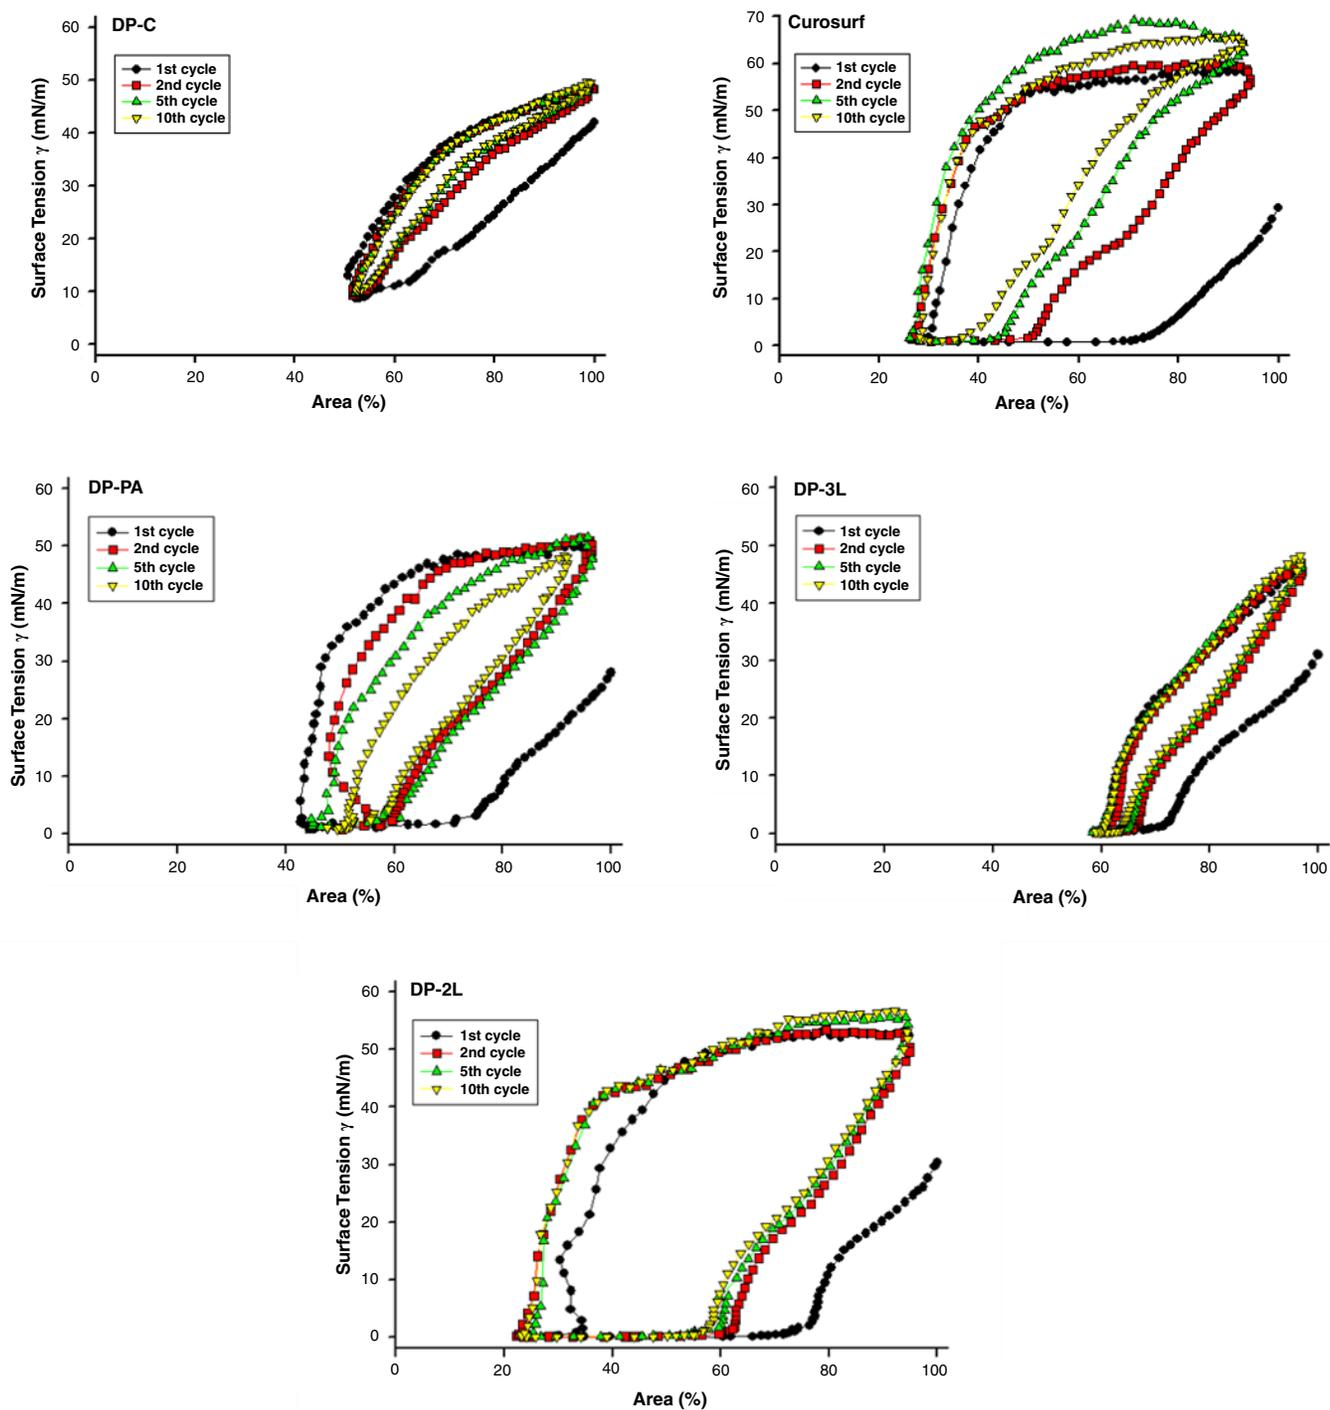 DP-C
1st cycle
2nd cycle
5th cycle
10th cycle
Surface Tension γ (mN/m)
60
50
40
30
20
10
0
0 20 40 60 80 100
Area (%)
Curosurf
1st cycle
2nd cycle
5th cycle
10th cycle
Surface Tension γ (mN/m)
70
60
50
40
30
20
10
0
0 20 40 60 80 100
Area (%)
DP-PA
1st cycle
2nd cycle
5th cycle
10th cycle
Surface Tension γ (mN/m)
60
50
40
30
20
10
0
0 20 40 60 80 100
Area (%)
DP-3L
1st cycle
2nd cycle
5th cycle
10th cycle
Surface Tension γ (mN/m)
60
50
40
30
20
10
0
0 20 40 60 80 100
Area (%)
DP-2L
1st cycle
2nd cycle
5th cycle
10th cycle
Surface Tension γ (mN/m)
60
50
40
30
20
10
0
0 20 40 60 80 100
Area (%)